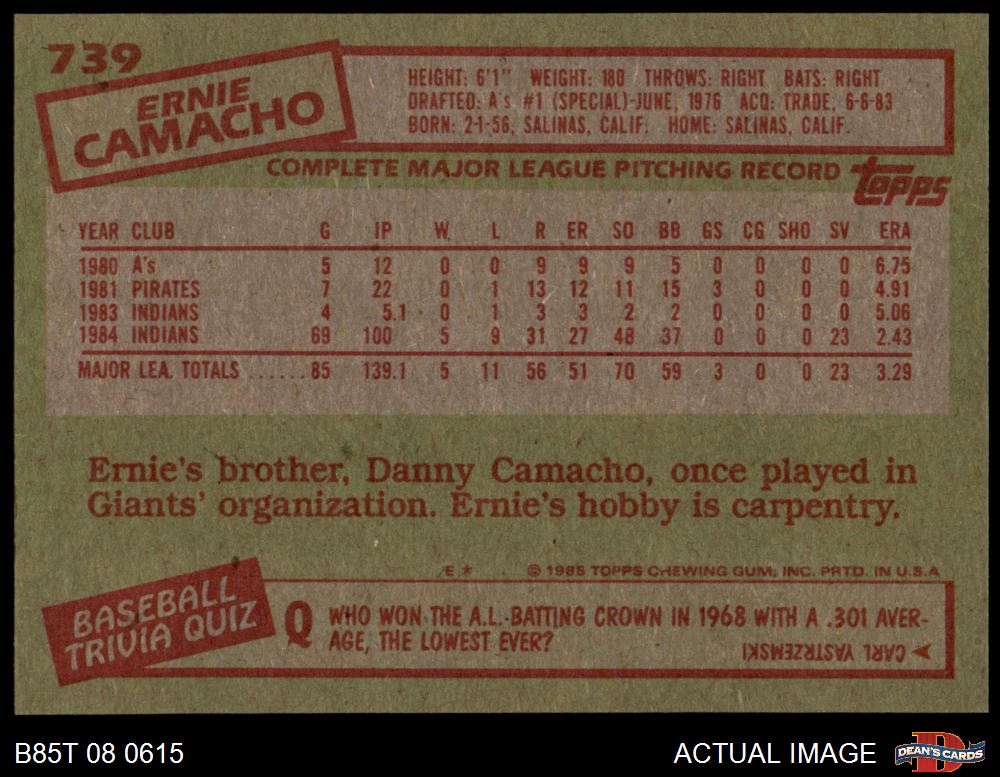 739
ERNIE
CAMACHO
HEIGHT: 6'1" WEIGHT: 180 THROWS: RIGHT BATS: RIGHT
DRAFTED: A's #1 (SPECIAL)-JUNE, 1976 ACQ: TRADE, 6-6-83
BORN: 2-1-56, SALINAS, CALIF. HOME: SALINAS, CALIF.
COMPLETE MAJOR LEAGUE PITCHING RECORD
topps
YEAR CLUB G IP W L R ER SO BB GS CG SHO SV ERA
1980 A's 5 12 0 0 9 9 9 5 0 0 0 0 6.75
1981 PIRATES 7 22 0 1 13 12 11 15 3 0 0 0 4.91
1983 INDIANS 4 5.1 0 1 3 3 2 2 0 0 0 0 5.06
1984 INDIANS 69 100 5 9 31 27 48 37 0 0 0 23 2.43
MAJOR LEA. TOTALS ...... 85 139.1 5 11 56 51 70 59 3 0 0 23 3.29
Ernie's brother, Danny Camacho, once played in
Giants' organization. Ernie's hobby is carpentry.
E * © 1985 TOPPS CHEWING GUM, INC. PRTD. IN U.S.A
BASEBALL
TRIVIA QUIZ
Q WHO WON THE A.L. BATTING CROWN IN 1968 WITH A .301 AVER-
AGE, THE LOWEST EVER?
CARL YASTRZEMSKI
B85T 08 0615
ACTUAL IMAGE
DEAN'S CARDS